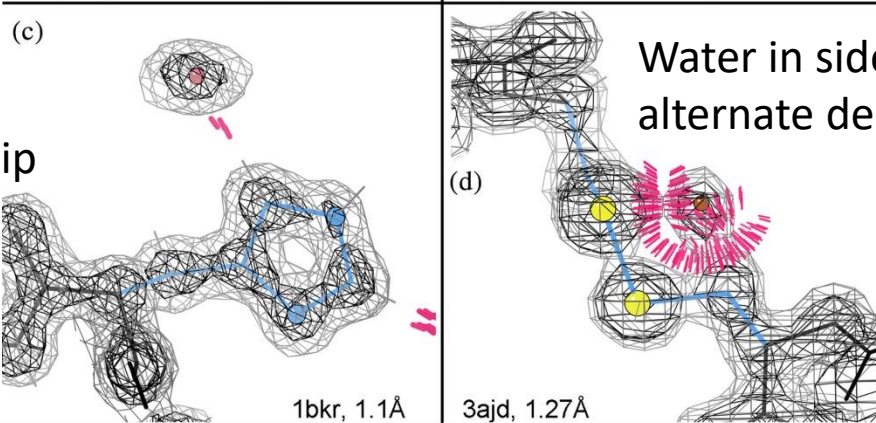 (c)
ip
1bkr, 1.1Å
Water in side
alternate de
(d)
3ajd, 1.27Å